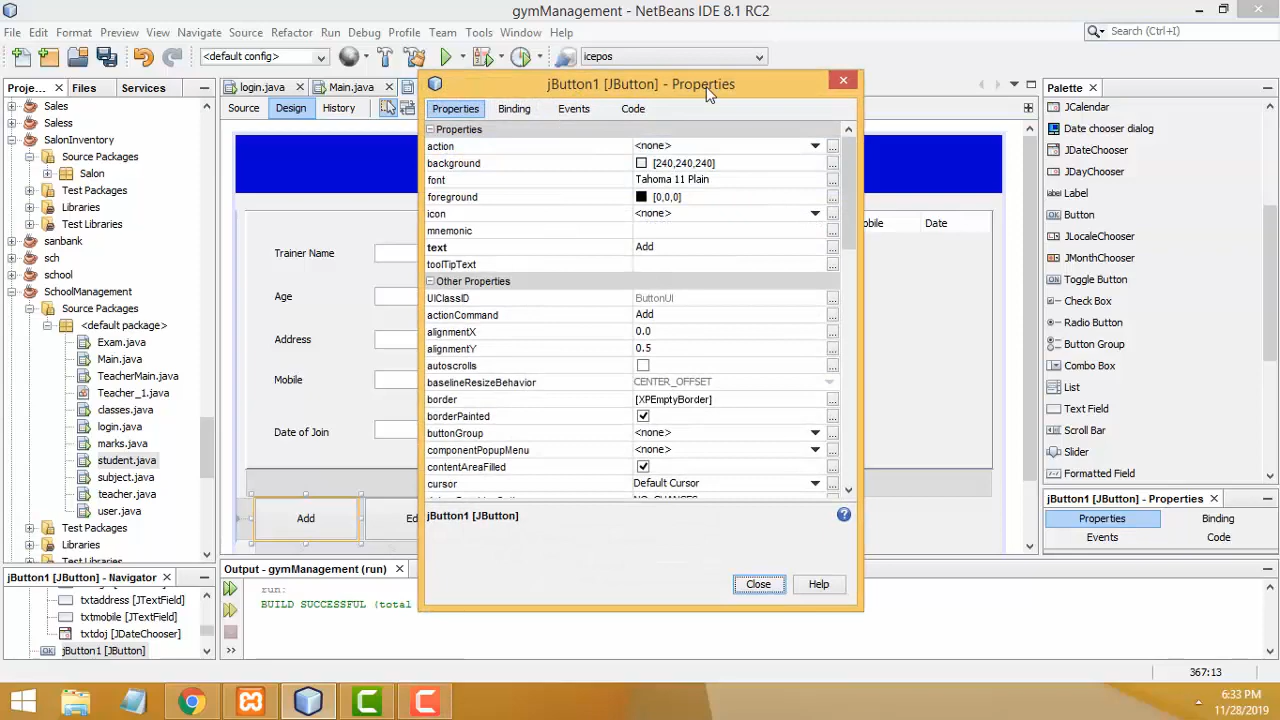 gymManagement - NetBeans IDE 8.1 RC2
File Edit Format Preview View Navigate Source Refactor Run Debug Profile Team Tools Window Help
Search (Ctrl+I)
<default config>
icepos
Proje...
Files
Services
Sales
Saless
SalonInventory
Source Packages
Salon
Test Packages
Libraries
Test Libraries
sanbank
sch
school
SchoolManagement
Source Packages
<default package>
Exam.java
Main.java
TeacherMain.java
Teacher_1.java
classes.java
login.java
marks.java
student.java
subject.java
teacher.java
user.java
Test Packages
Libraries
jButton1 [JButton] - Navigator
txtaddress [JTextField]
txtmobile [JTextField]
txtdoj [JDateChooser]
jButton1 [JButton]
login.java
Main.java
Source Design History
Trainer Name
Age
Address
Mobile
Date of Join
Date
Add
jButton1 [JButton] - Properties
Properties Binding Events Code
Properties
action <none>
background [240,240,240]
font Tahoma 11 Plain
foreground [0,0,0]
icon <none>
mnemonic
text Add
toolTipText
Other Properties
UIClassID ButtonUI
actionCommand Add
alignmentX 0.0
alignmentY 0.5
autoscrolls
baselineResizeBehavior CENTER_OFFSET
border [XPEmptyBorder]
borderPainted
buttonGroup <none>
componentPopupMenu <none>
contentAreaFilled
cursor Default Cursor
jButton1 [JButton]
Close
Help
Output - gymManagement (run)
run:
BUILD SUCCESSFUL (total
Palette
JCalendar
Date chooser dialog
JDateChooser
JDayChooser
Label
Button
JLocaleChooser
JMonthChooser
Toggle Button
Check Box
Radio Button
Button Group
Combo Box
List
Text Field
Scroll Bar
Slider
Formatted Field
jButton1 [JButton] - Properties
Properties
Binding
Events
Code
367:13
6:33 PM
11/28/2019